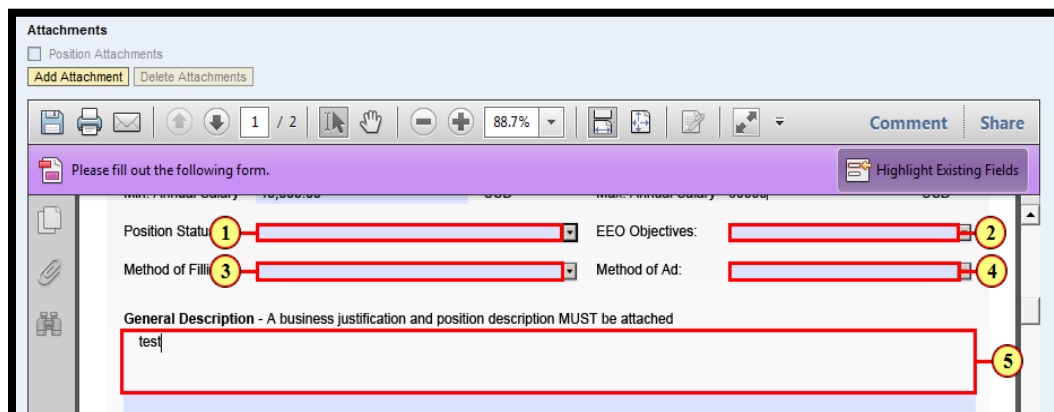 Attachments
Position Attachments
Add Attachment Delete Attachments
1 / 2 88.7% Comment Share
Please fill out the following form. Highlight Existing Fields
Position Statu 1 EEO Objectives: 2
Method of Filli 3 Method of Ad: 4
General Description - A business justification and position description MUST be attached
test
5